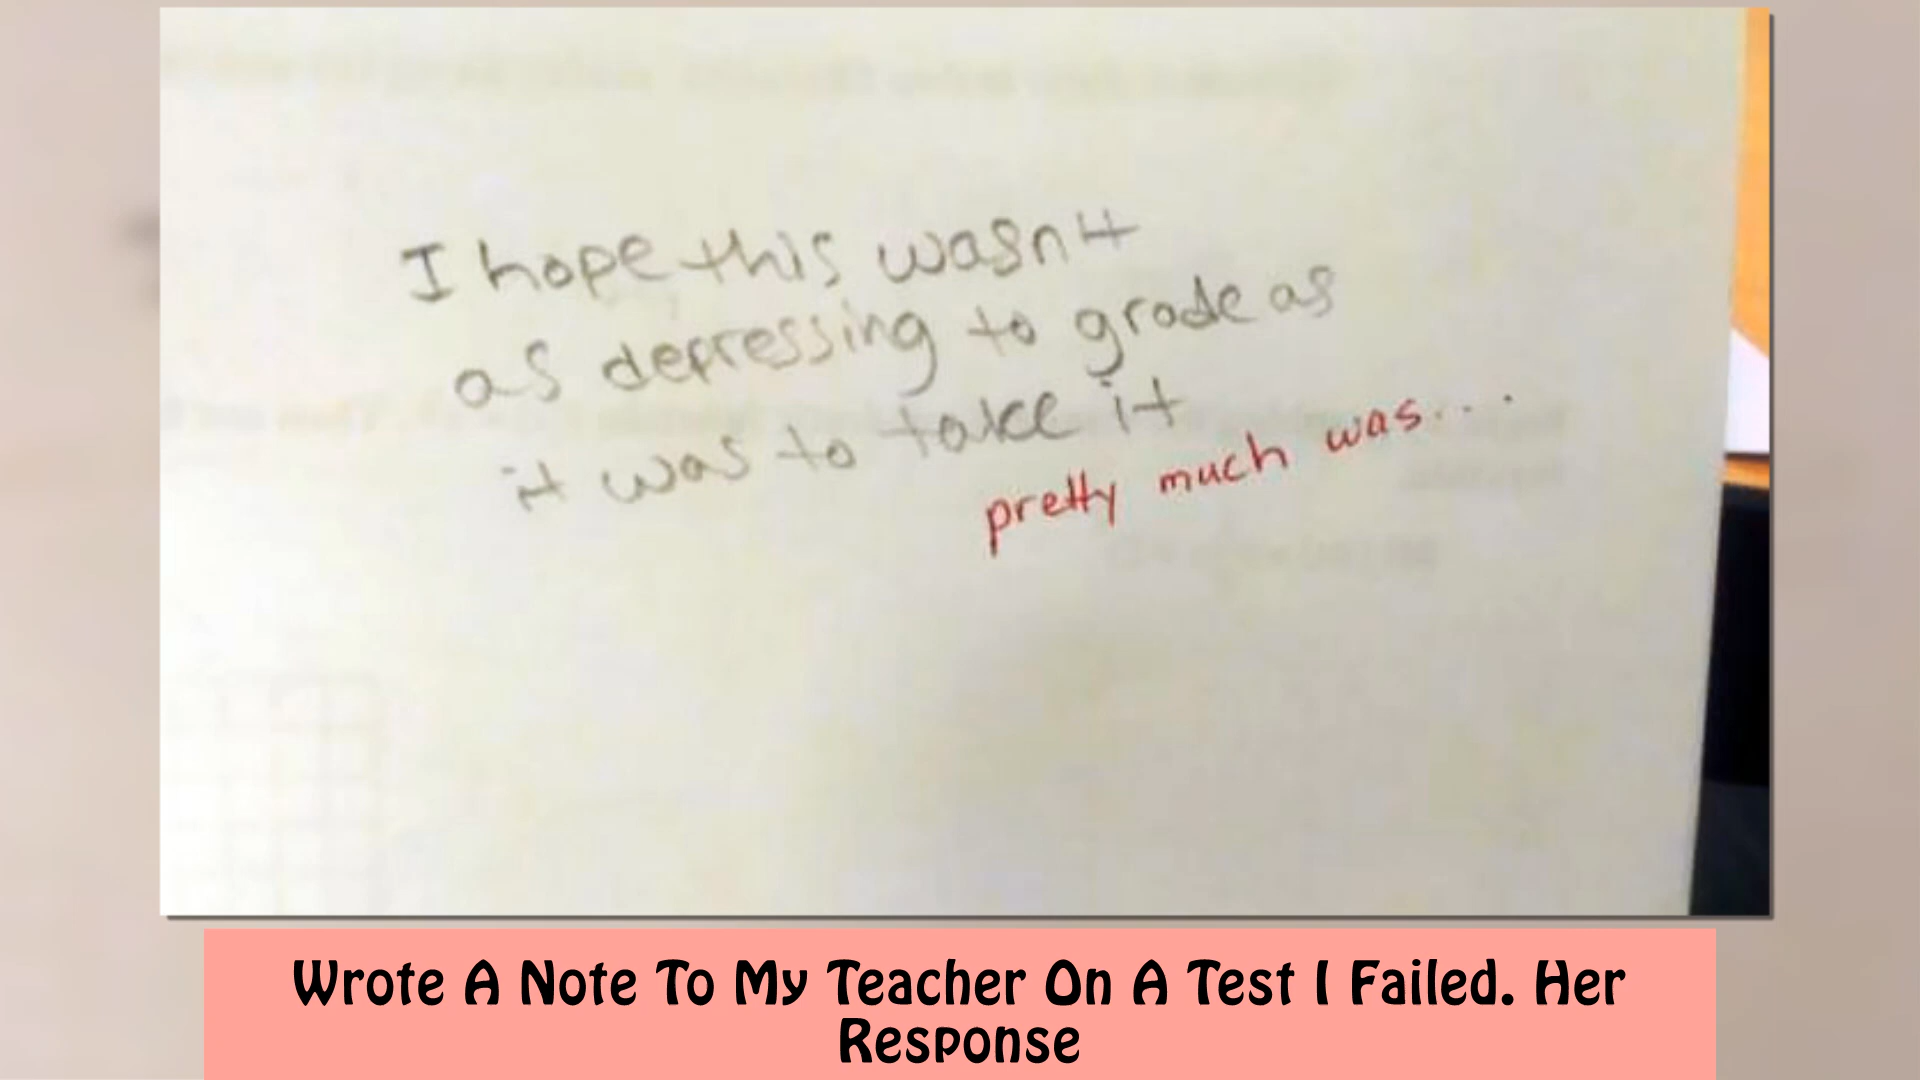 I hope this wasn't
as depressing to grade as
it was to take it
pretty much was...
Wrote A Note To My Teacher On A Test I Failed. Her
Response